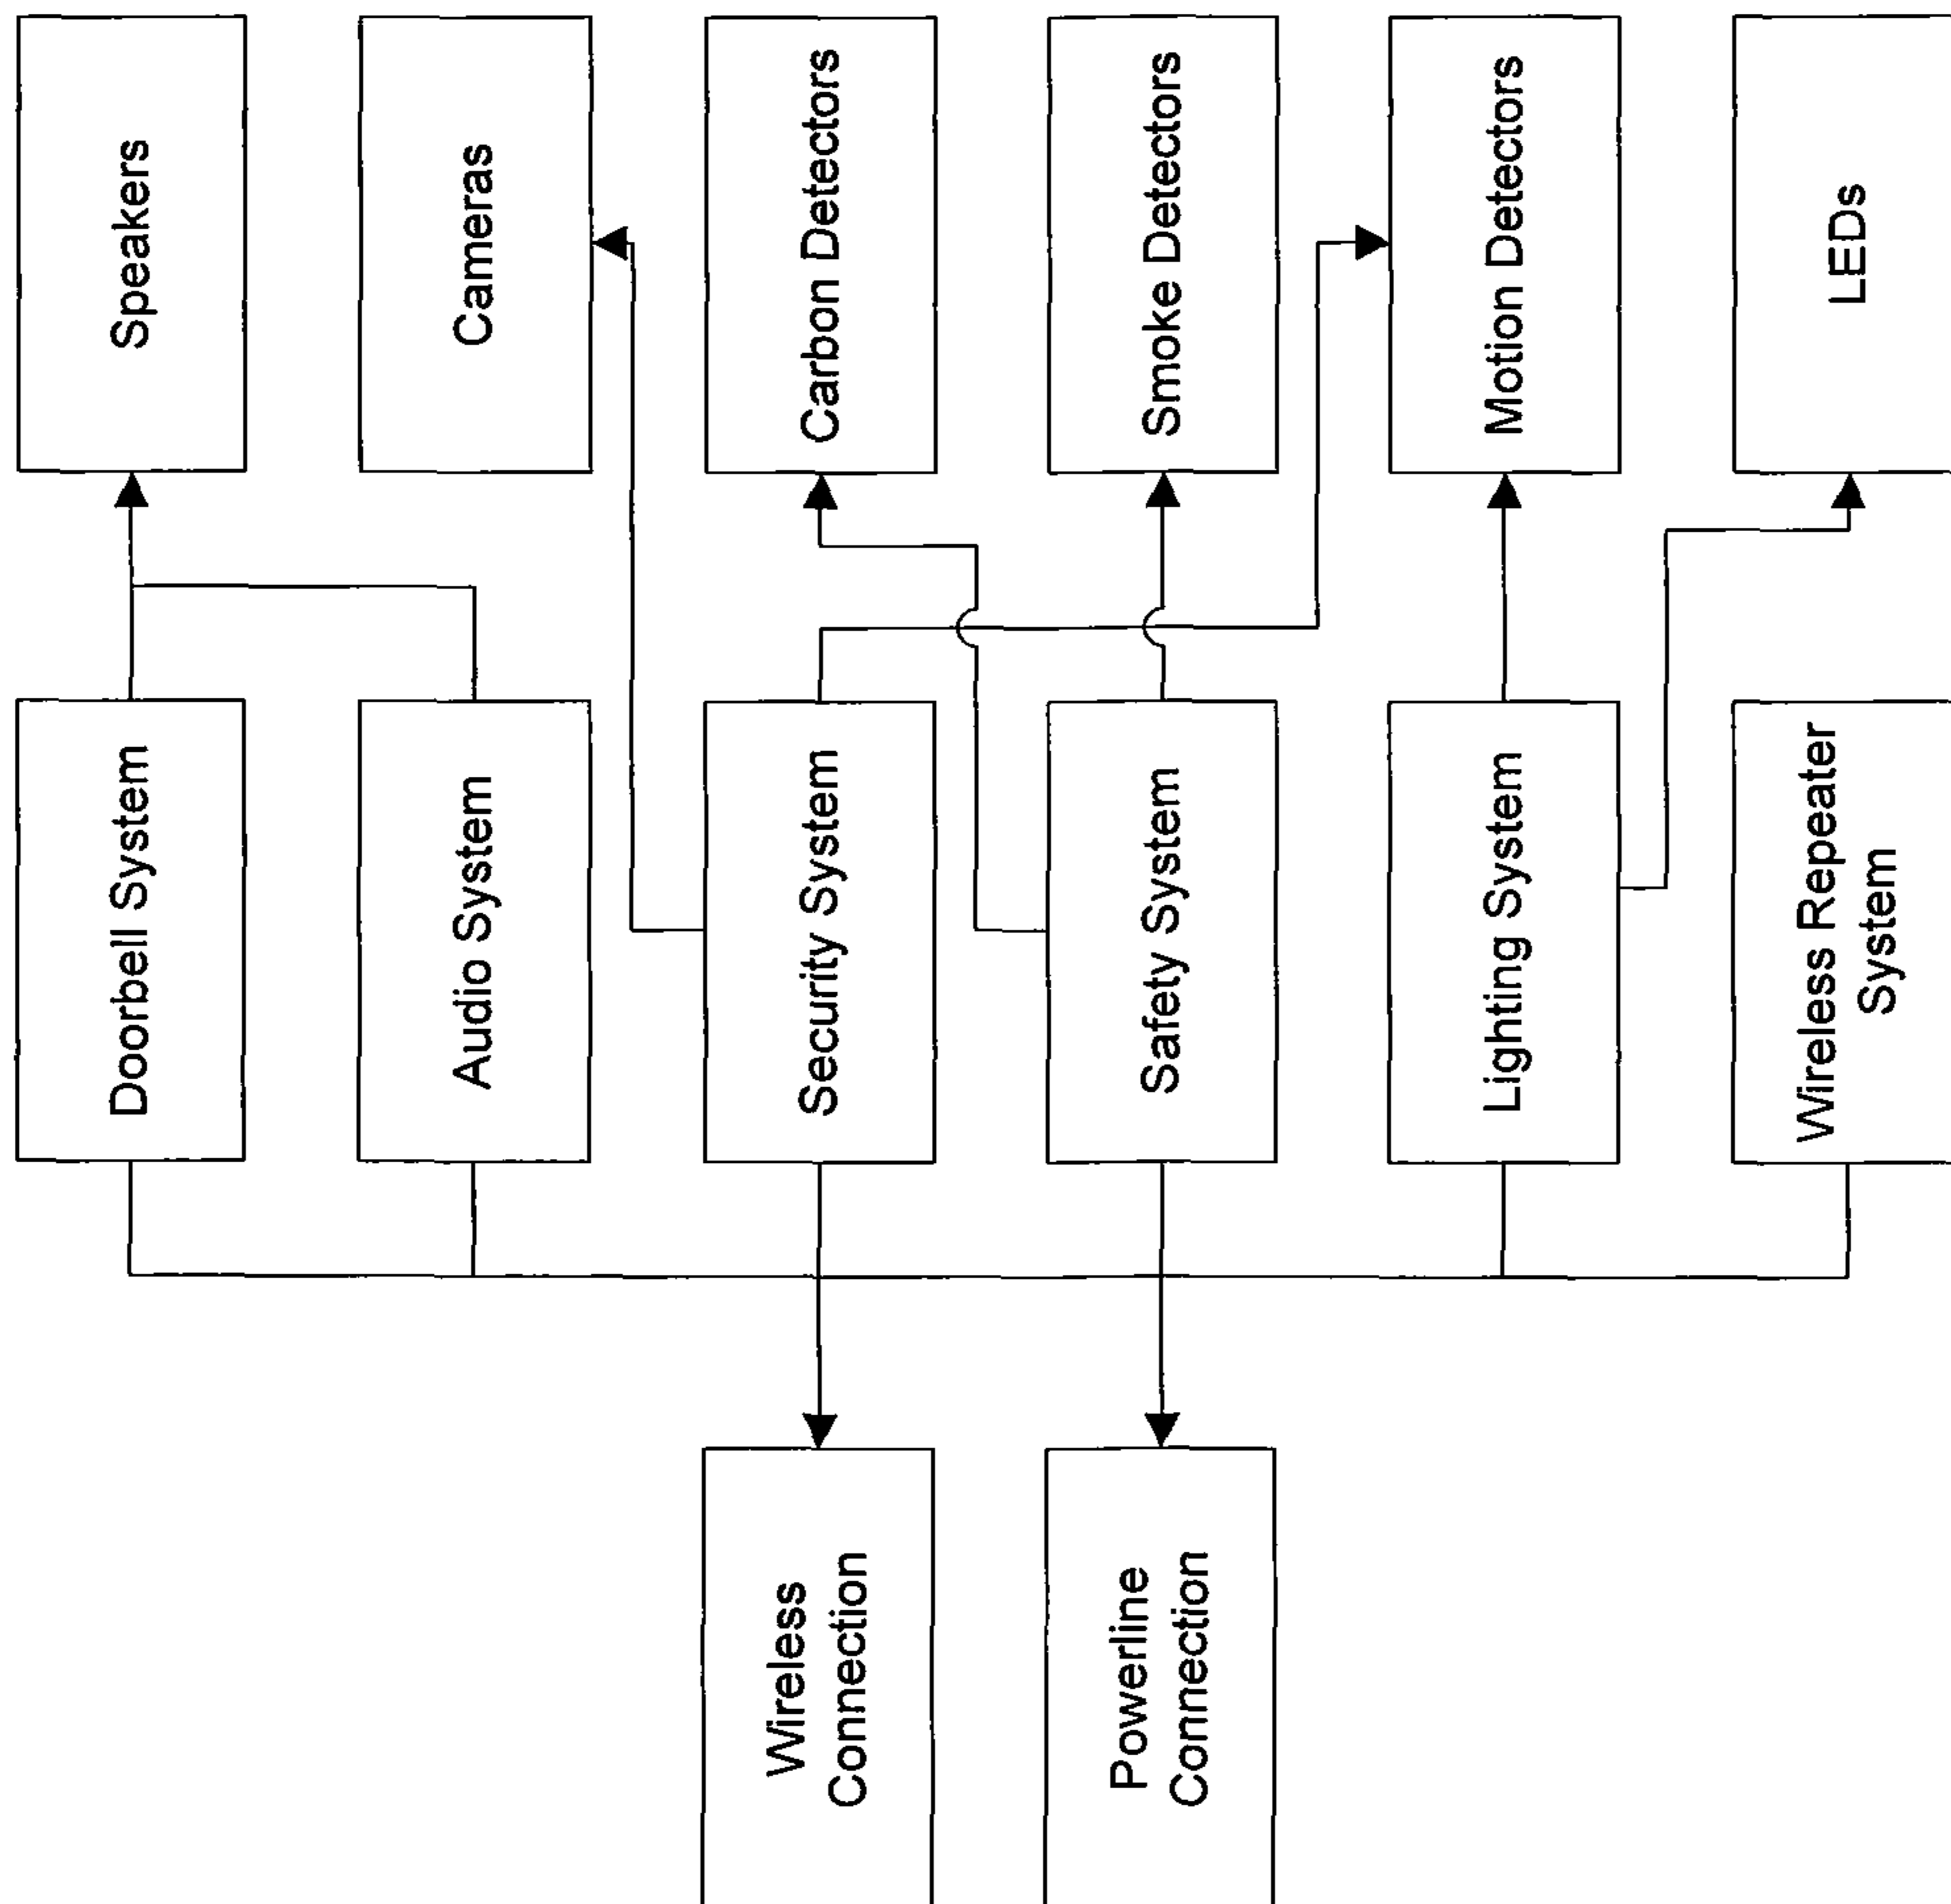 Speakers
Cameras
Carbon Detectors
Smoke Detectors
Motion Detectors
LEDs
Doorbell System
Audio System
Security System
Safety System
Lighting System
Wireless Repeater
System
Wireless
Connection
Powerline
Connection